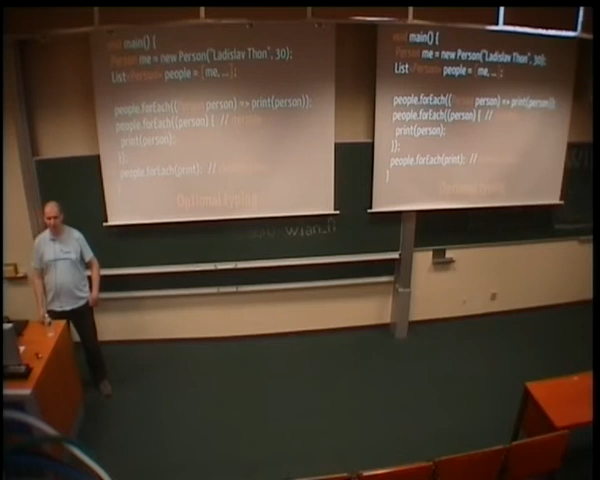 void main() {
Person me = new Person("Ladislav Thon", 30);
List<Person> people = [me, ...];
people.forEach((Person person) => print(person));
people.forEach((person) { //
print(person);
});
people.forEach(print); //
}
Optional typing
void main() {
Person me = new Person("Ladislav Thon", 30);
List<Person> people = [me, ...];
people.forEach((Person person) => print(person));
people.forEach((person) { //
print(person);
});
people.forEach(print); //
}
Optional typing